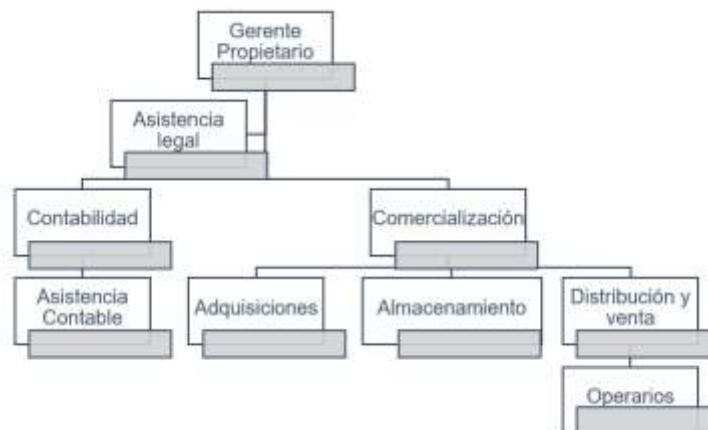 Gerente
Propietario
Asistencia
legal
Contabilidad
Comercialización
Asistencia
Contable
Adquisiciones
Almacenamiento
Distribución y
venta
Operarios